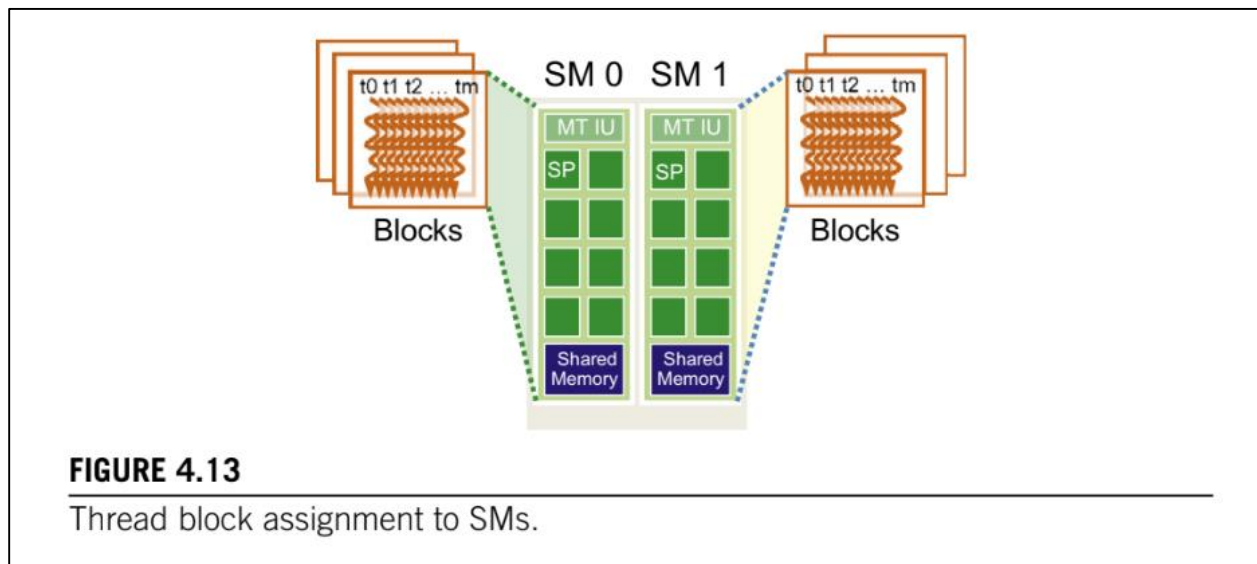 SM 0 SM 1
t0 t1 t2 ... tm
t0 t1 t2 ... tm
MT IU
MT IU
SP
SP
Blocks
Blocks
Shared
Memory
Shared
Memory
FIGURE 4.13
Thread block assignment to SMs.